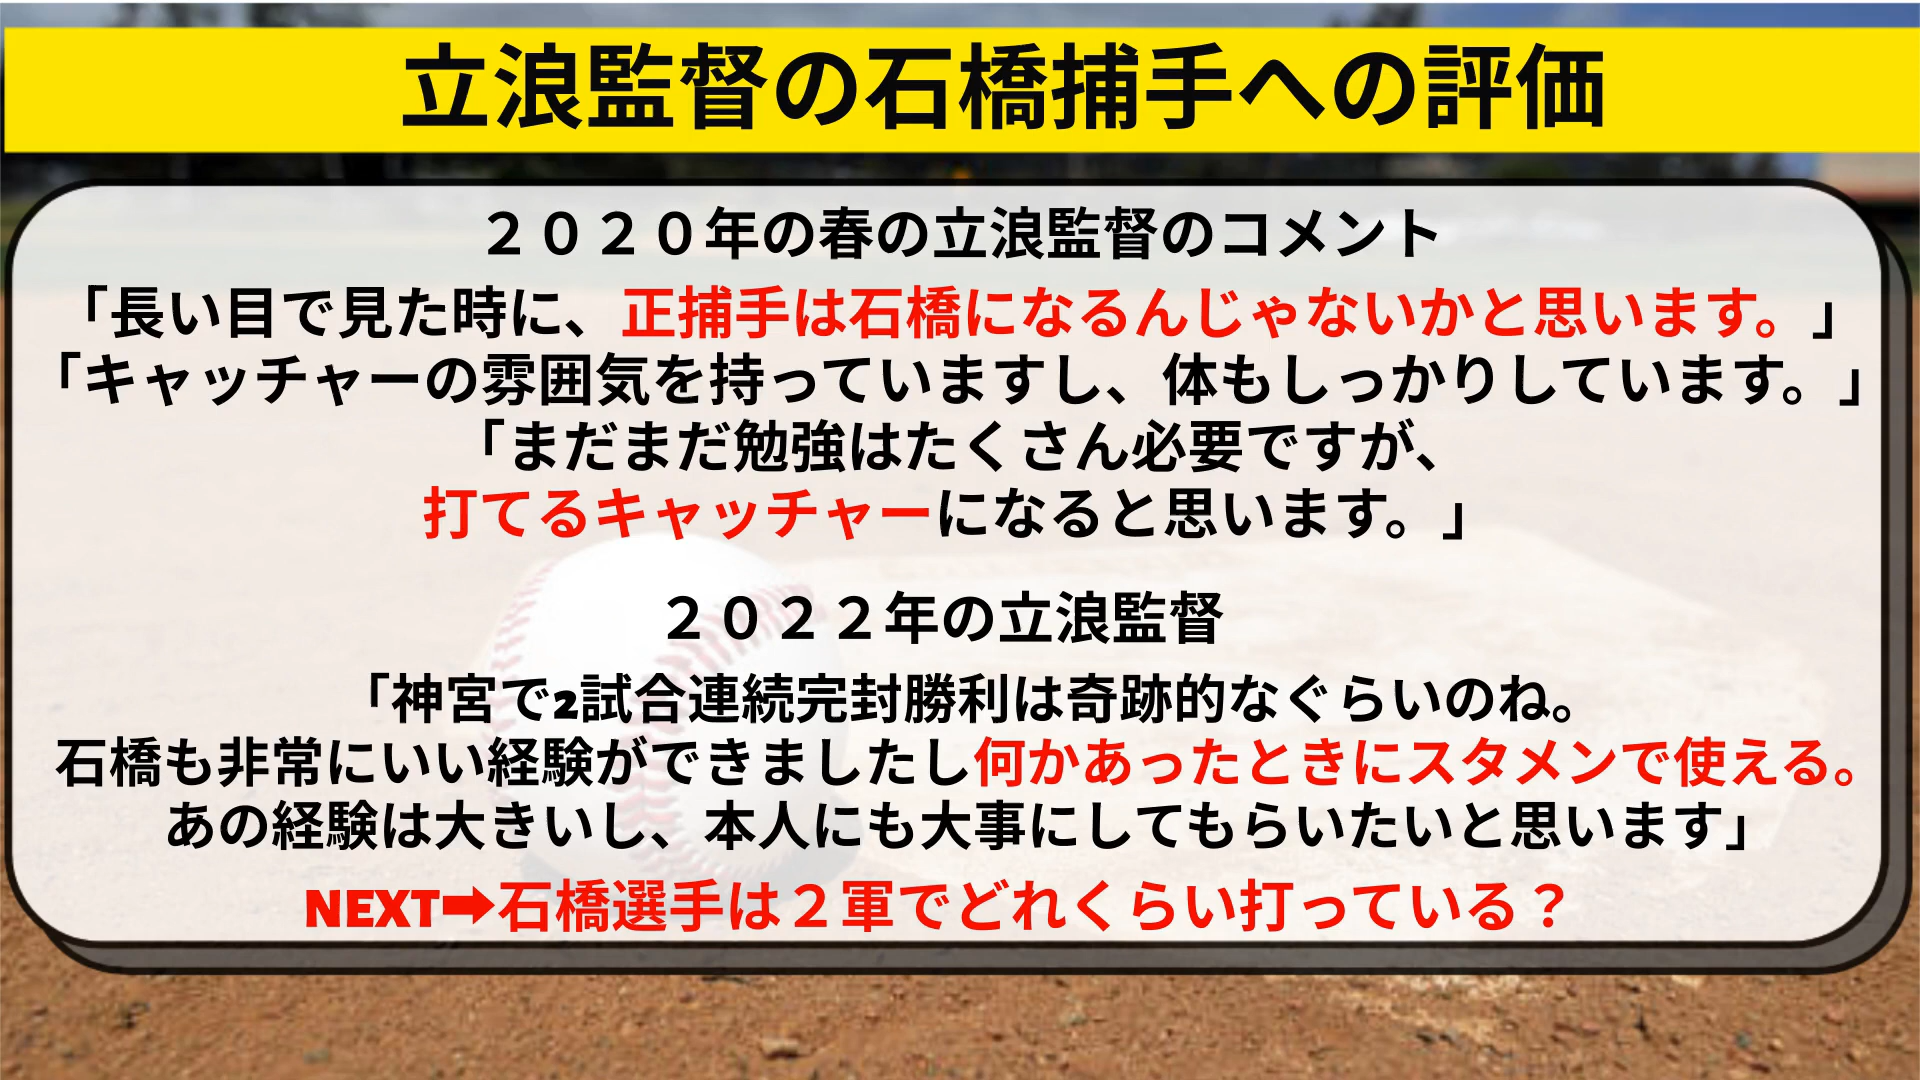 立浪監督の石橋捕手への評価
２０２０年の春の立浪監督のコメント
「長い目で見た時に、正捕手は石橋になるんじゃないかと思います。」
「キャッチャーの雰囲気を持っていますし、体もしっかりしています。」
「まだまだ勉強はたくさん必要ですが、
打てるキャッチャーになると思います。」
２０２２年の立浪監督
「神宮で2試合連続完封勝利は奇跡的なぐらいのね。
石橋も非常にいい経験ができましたし何かあったときにスタメンで使える。
あの経験は大きいし、本人にも大事にしてもらいたいと思います」
NEXT➡石橋選手は２軍でどれくらい打っている？